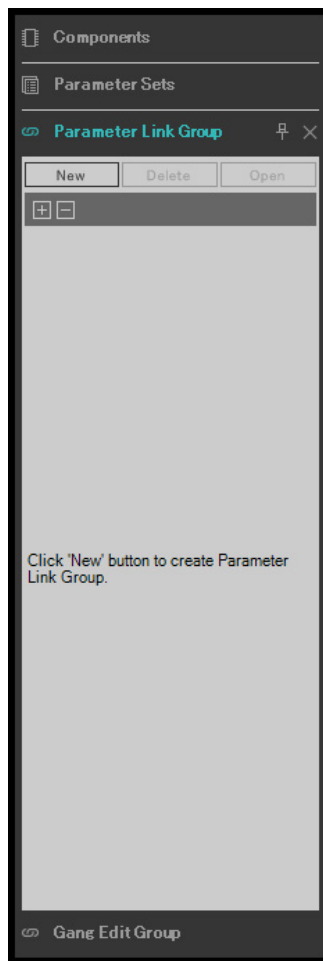 Components
Parameter Sets
Parameter Link Group
New Delete Open
Click 'New' button to create Parameter
Link Group.
Gang Edit Group